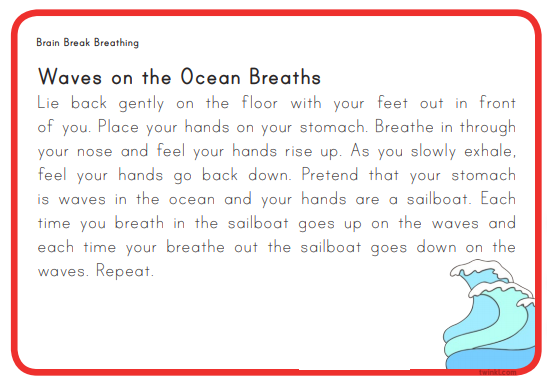 Brain Break Breathing
Waves on the Ocean Breaths
Lie back gently on the floor with your feet out in front
of you. Place your hands on your stomach. Breathe in through
your nose and feel your hands rise up. As you slowly exhale,
feel your hands go back down. Pretend that your stomach
is waves in the ocean and your hands are a sailboat. Each
time you breath in the sailboat goes up on the waves and
each time your breathe out the sailboat goes down on the
waves. Repeat.
twinkl.com